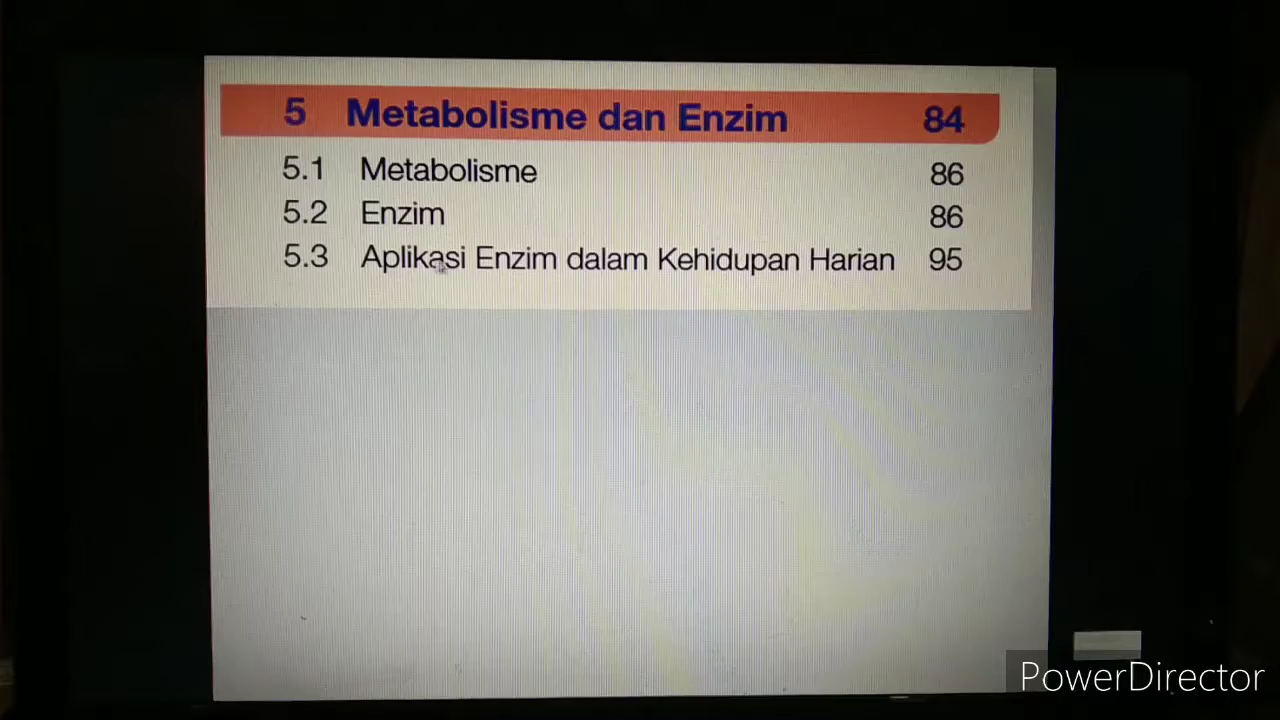 5 Metabolisme dan Enzim 84
5.1 Metabolisme 86
5.2 Enzim 86
5.3 Aplikasi Enzim dalam Kehidupan Harian 95
PowerDirector